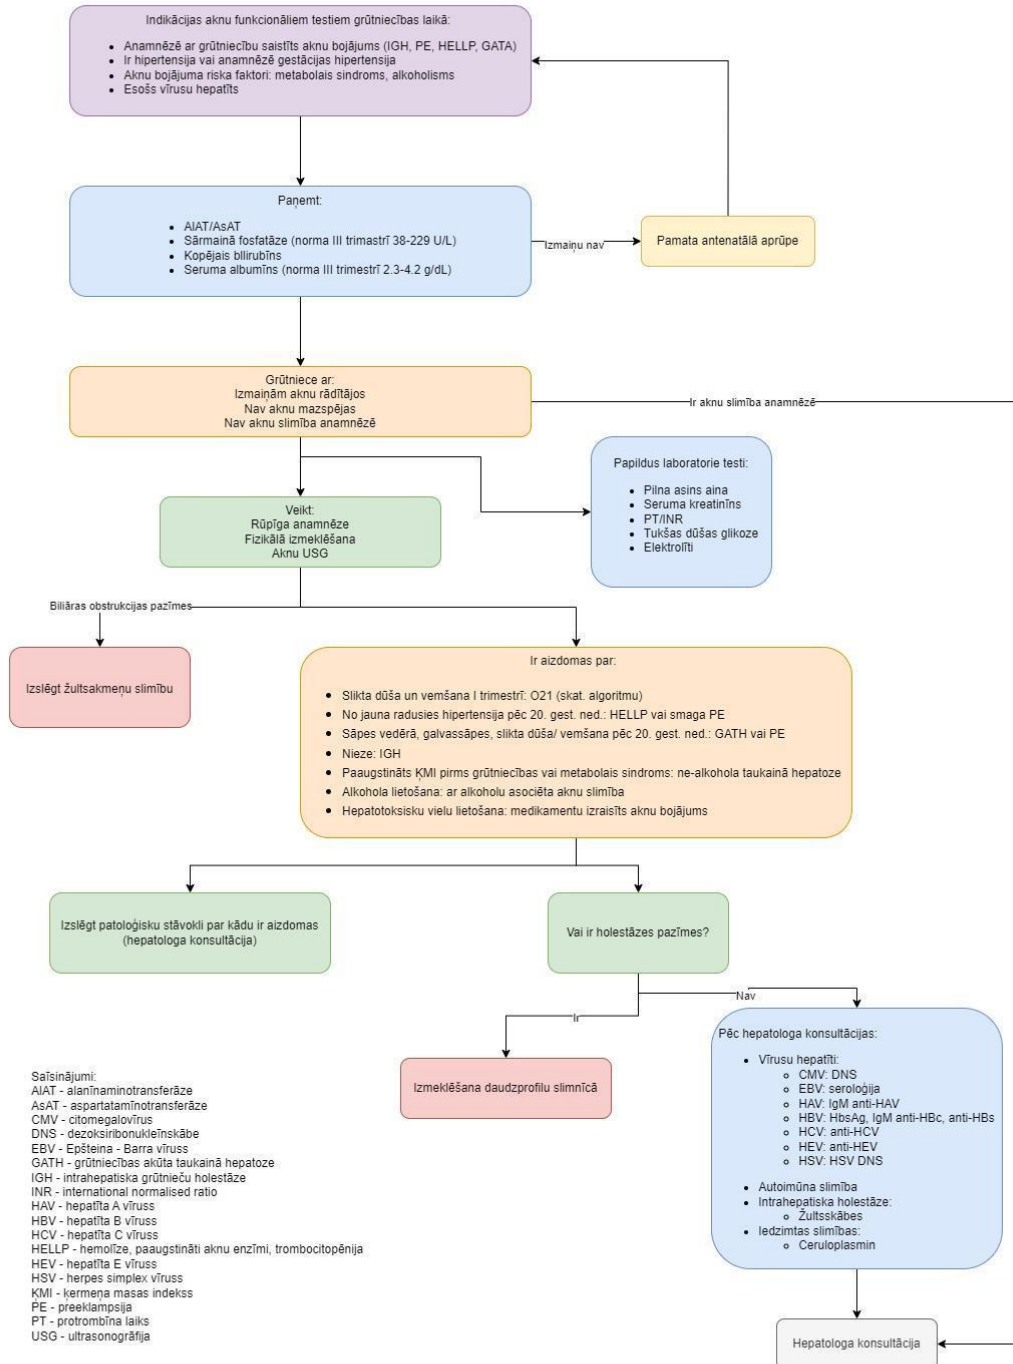 Indikācijas aknu funkcionāliem testiem grūtniecības laikā:
Anamnēzē ar grūtniecību saistīts aknu bojājums (IGH, PE, HELLP, GATA)
Ir hipertensija vai anamnēzē gestācijas hipertensija
Aknu bojājuma riska faktori: metabolais sindroms, alkoholisms
Esošs vīrusu hepatīts
Paņemt:
AlAT/AsAT
Sārmainā fosfatāze (norma III trimastrī 38-229 U/L)
Kopējais bIlirubīns
Seruma albumīns (norma III trimestrī 2.3-4.2 g/dL)
Izmaiņu nav
Pamata antenatālā aprūpe
Grūtniece ar:
Izmaiņām aknu rādītājos
Nav aknu mazspējas
Nav aknu slimība anamnēzē
Ir aknu slimība anamnēzē
Papildus laboratorie testi:
Pilna asins aina
Seruma kreatinīns
PT/INR
Tukšas dūšas glikoze
Elektrolīti
Veikt:
Rūpīga anamnēze
Fizikālā izmeklēšana
Aknu USG
Biliāras obstrukcijas pazīmes
Izslēgt žultsakmeņu slimību
Ir aizdomas par:
Slikta dūša un vemšana I trimestrī: O21 (skat. algoritmu)
No jauna radusies hipertensija pēc 20. gest. ned.: HELLP vai smaga PE
Sāpes vēderā, galvassāpes, slikta dūša/ vemšana pēc 20. gest. ned.: GATH vai PE
Nieze: IGH
Paaugstināts ĶMI pirms grūtniecības vai metabolais sindroms: ne-alkohola taukainā hepatoze
Alkohola lietošana: ar alkoholu asociēta aknu slimība
Hepatotoksisku vielu lietošana: medikamentu izraisīts aknu bojājums
Izslēgt patoloģisku stāvokli par kādu ir aizdomas
(hepatologa konsultācija)
Vai ir holestāzes pazīmes?
Ir
Nav
Izmeklēšana daudzprofilu slimnīcā
Pēc hepatologa konsultācijas:
Vīrusu hepatīti:
CMV: DNS
EBV: seroloģija
HAV: IgM anti-HAV
HBV: HbsAg, IgM anti-HBc, anti-HBs
HCV: anti-HCV
HEV: anti-HEV
HSV: HSV DNS
Autoimūna slimība
Intrahepatiska holestāze:
Žultsskābes
Iedzimtas slimības:
Ceruloplasmin
Hepatologa konsultācija
Saīsinājumi:
AlAT - alanīnaminotransferāze
AsAT - aspartatamīnotransferāze
CMV - citomegalovīrus
DNS - dezoksiribonukleīnskābe
EBV - Epšteina - Barra vīruss
GATH - grūtniecības akūta taukainā hepatoze
IGH - intrahepatiska grūtnieču holestāze
INR - international normalised ratio
HAV - hepatīta A vīruss
HBV - hepatīta B vīruss
HCV - hepatīta C vīruss
HELLP - hemolīze, paaugstināti aknu enzīmi, trombocitopēnija
HEV - hepatīta E vīruss
HSV - herpes simplex vīruss
ĶMI - ķermeņa masas indekss
PE - preeklampsija
PT - protrombīna laiks
USG - ultrasonogrāfija